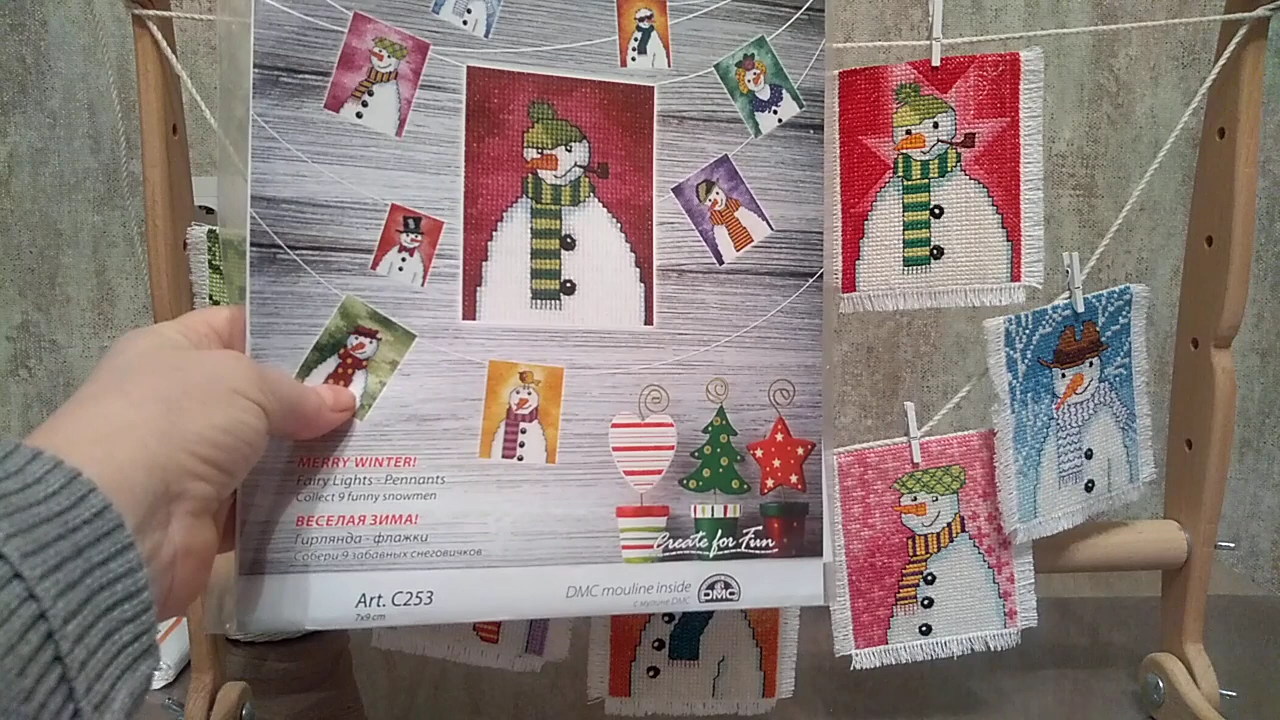 MERRY WINTER!
Fairy Lights - Pennants
Collect 9 funny snowmen
ВЕСЕЛАЯ ЗИМА!
Гирлянда - флажки
Собери 9 забавных снеговичков
Create for Fun
Art. C253
7x9 cm
DMC mouline inside
с мулине DMC
DMC